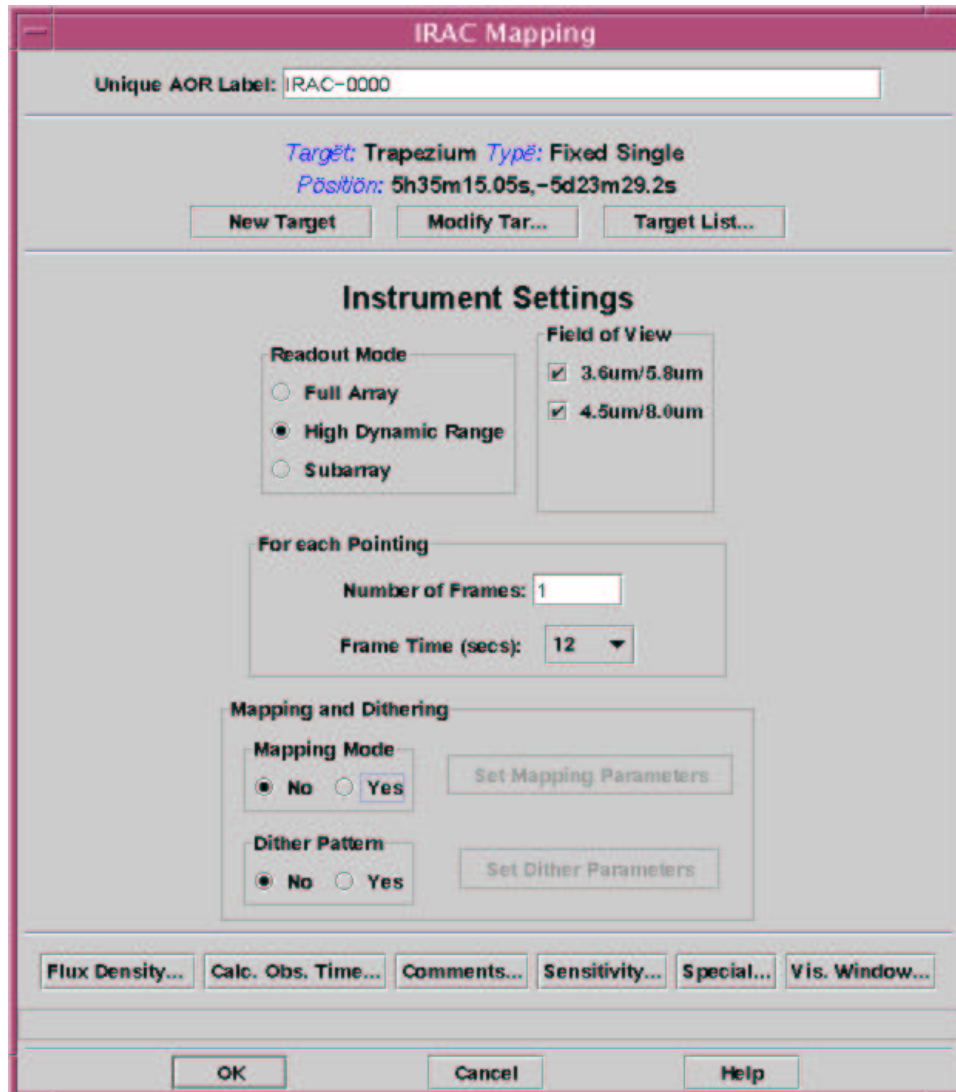 IRAC Mapping
Unique AOR Label: IRAC-0000
Targët: Trapezium Typë: Fixed Single
Pösitiön: 5h35m15.05s,-5d23m29.2s
New Target Modify Tar... Target List...
Instrument Settings
Readout Mode
Full Array
High Dynamic Range
Subarray
Field of View
3.6um/5.8um
4.5um/8.0um
For each Pointing
Number of Frames: 1
Frame Time (secs): 12
Mapping and Dithering
Mapping Mode
No Yes
Set Mapping Parameters
Dither Pattern
No Yes
Set Dither Parameters
Flux Density... Calc. Obs. Time... Comments... Sensitivity... Special... Vis. Window...
OK Cancel Help